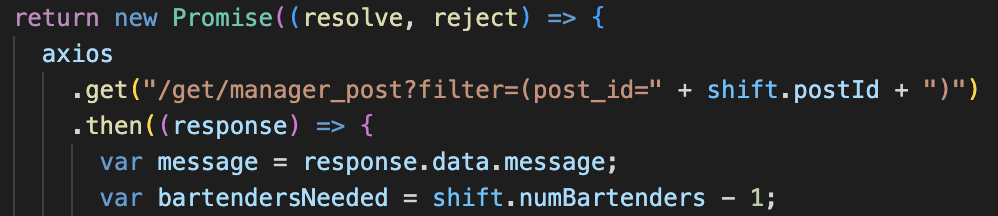 return new Promise((resolve, reject) => {
axios
.get("/get/manager_post?filter=(post_id=" + shift.postId + ")")
.then((response) => {
var message = response.data.message;
var bartendersNeeded = shift.numBartenders - 1;